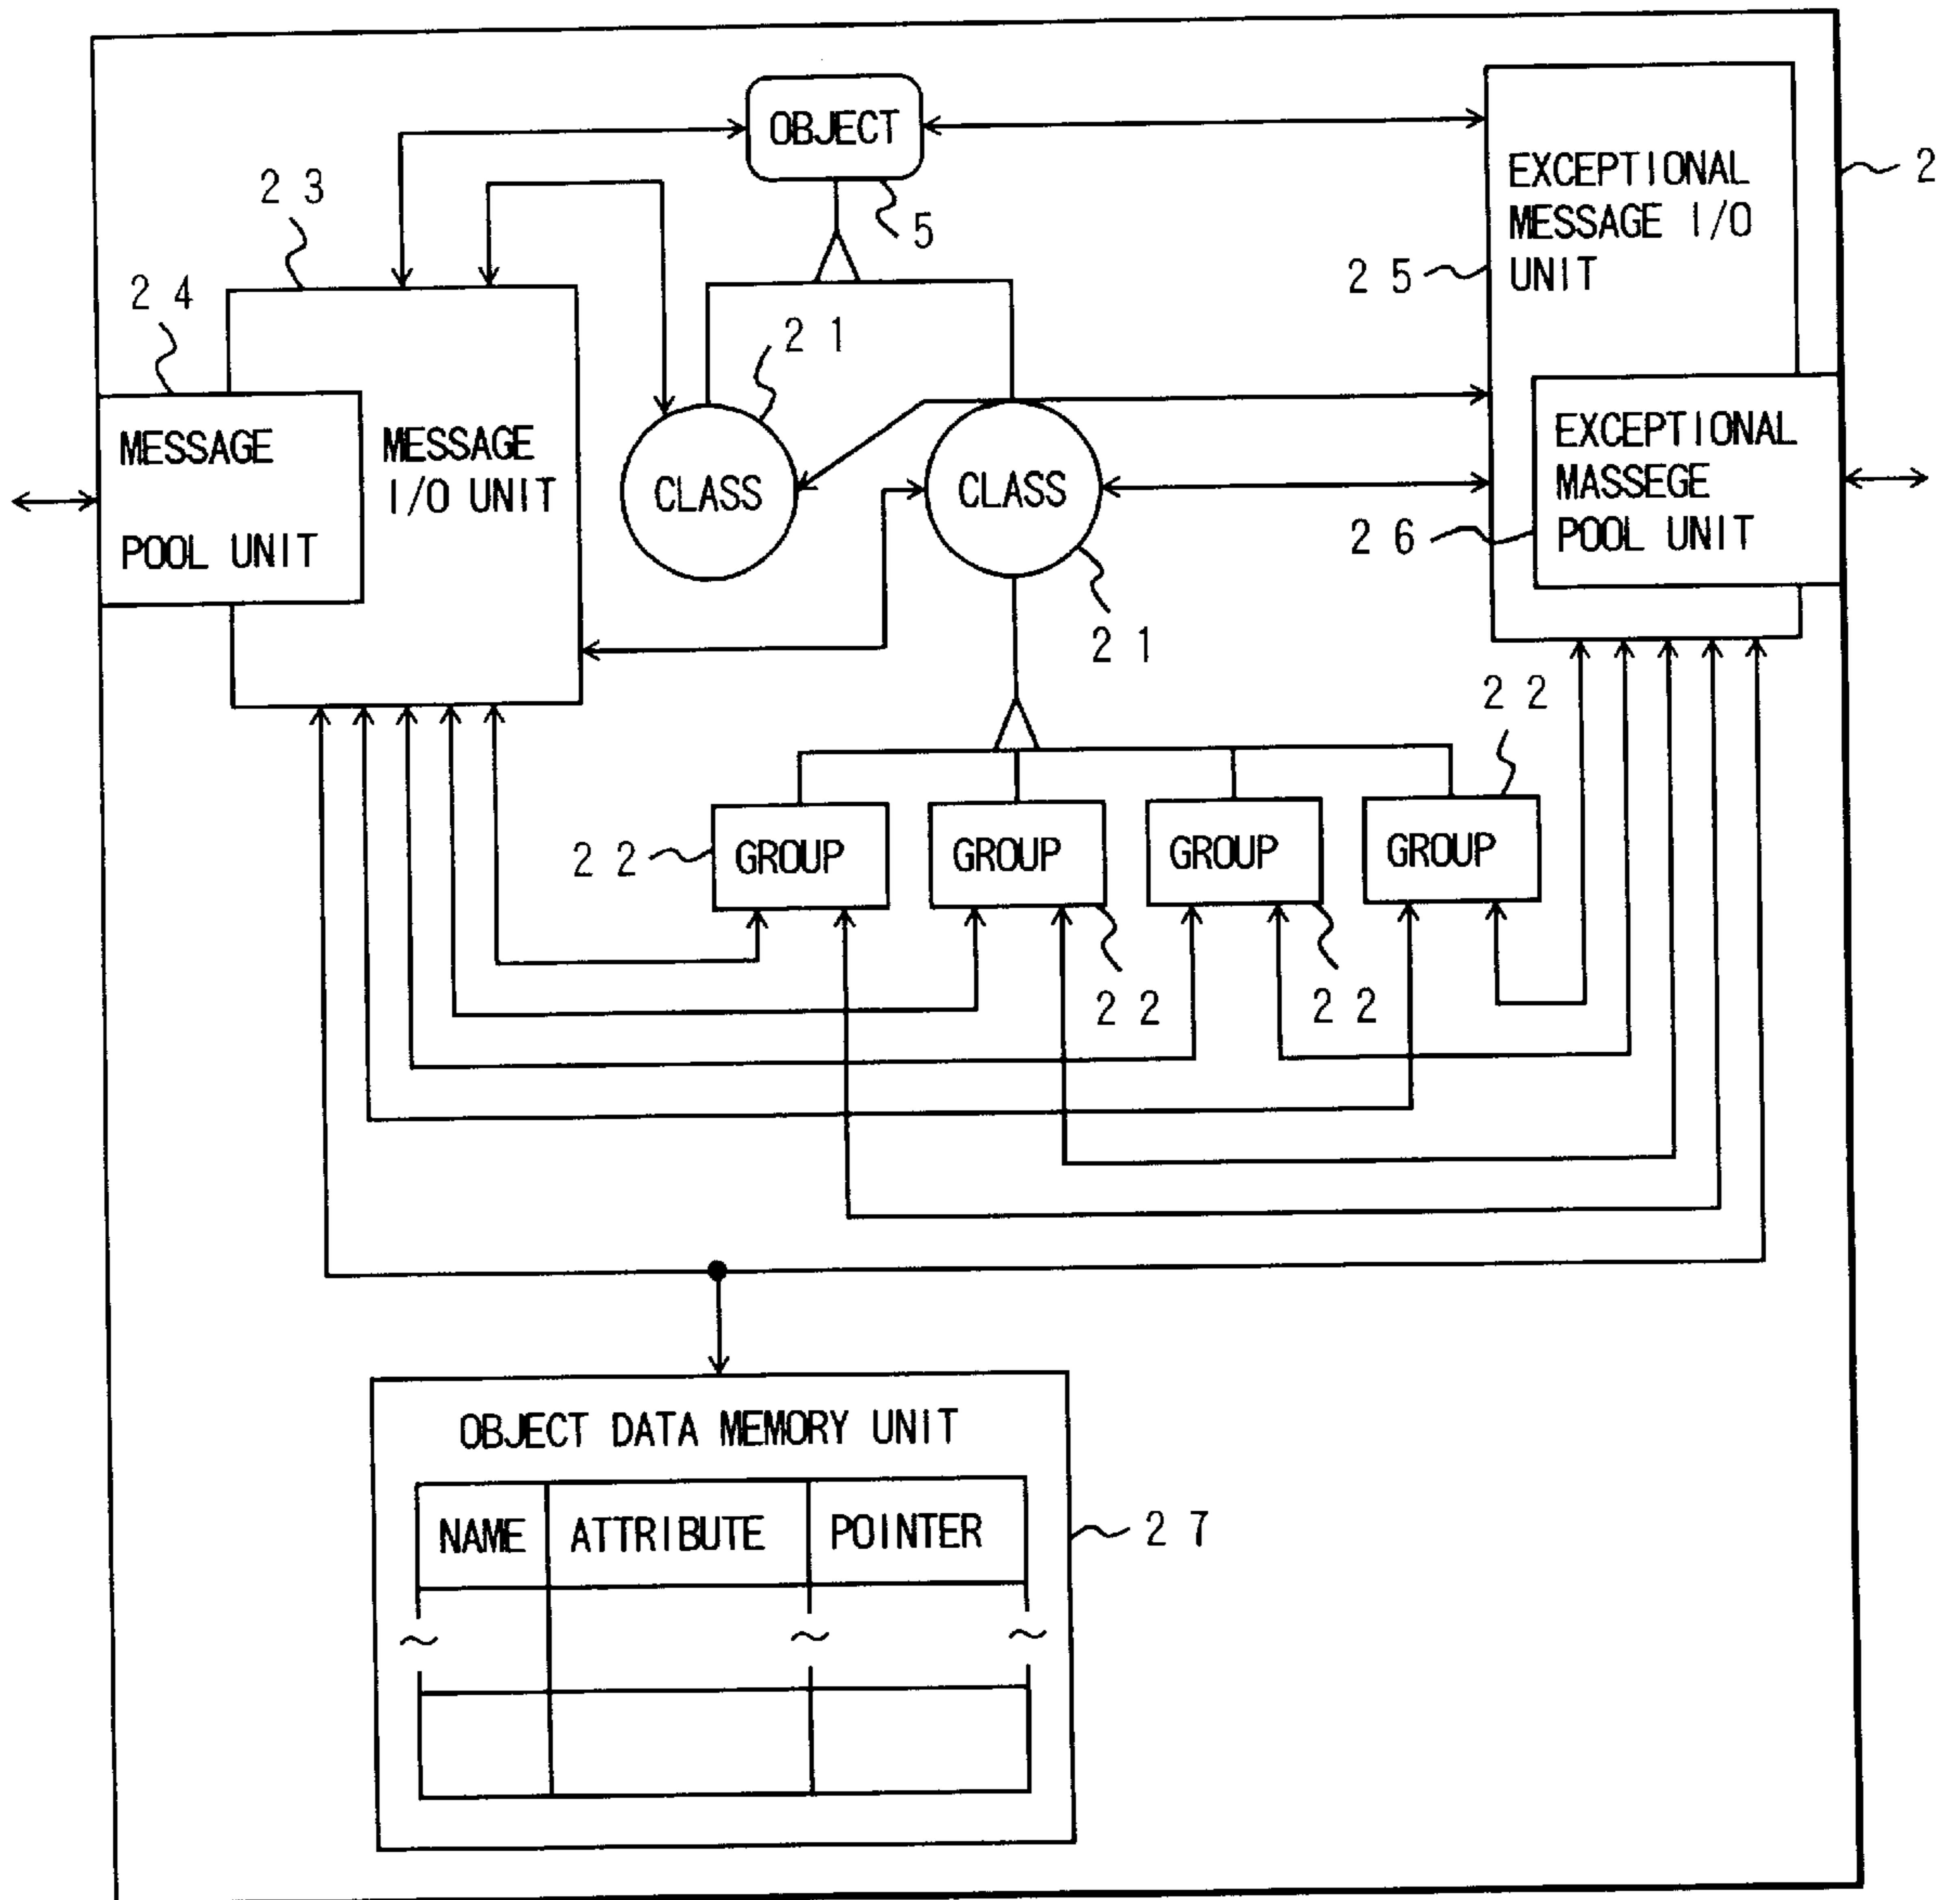 OBJECT
5
2 3
2 4
MESSAGE
POOL UNIT
MESSAGE
I/O UNIT
2 1
CLASS
CLASS
2 1
EXCEPTIONAL
MESSAGE I/O
UNIT
2
2 5
EXCEPTIONAL
MASSEGE
POOL UNIT
2 6
2 2
2 2
GROUP
GROUP
GROUP
GROUP
2 2
2 2
OBJECT DATA MEMORY UNIT
NAME
ATTRIBUTE
POINTER
2 7